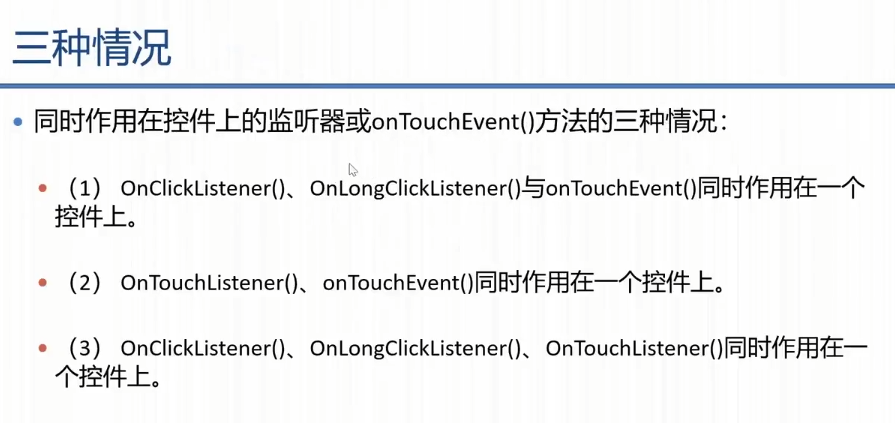 三种情况
同时作用在控件上的监听器或onTouchEvent()方法的三种情况：
（1） OnClickListener()、OnLongClickListener()与onTouchEvent()同时作用在一个
控件上。
（2） OnTouchListener()、onTouchEvent()同时作用在一个控件上。
（3） OnClickListener()、OnLongClickListener()、OnTouchListener()同时作用在一
个控件上。